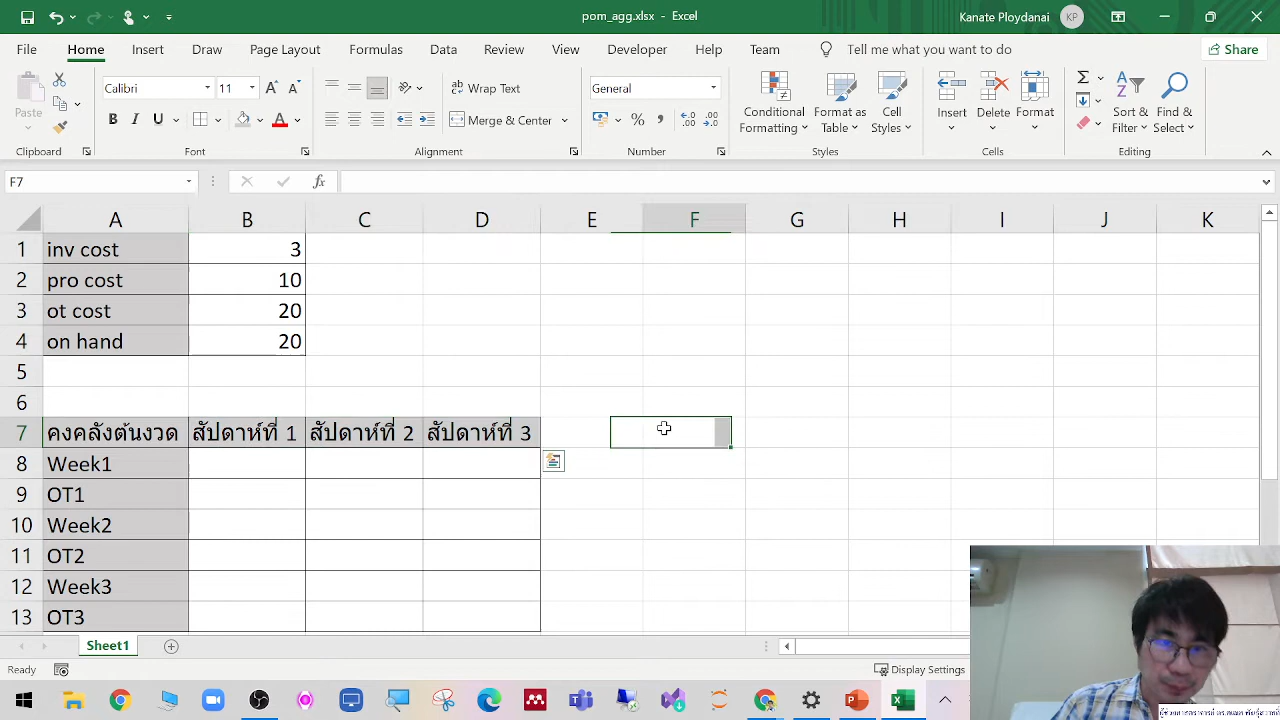 pom_agg.xlsx - Excel
Kanate Ploydanai KP
File Home Insert Draw Page Layout Formulas Data Review View Developer Help Team Tell me what you want to do Share
Paste
Calibri 11
B I U
Wrap Text
Merge & Center
General
Conditional Formatting
Format as Table
Cell Styles
Insert Delete Format
Sort & Filter
Find & Select
Clipboard Font Alignment Number Styles Cells Editing
F7 fx
A B C D E F G H I J K
1 inv cost 3
2 pro cost 10
3 ot cost 20
4 on hand 20
5
6
7 คงคลังต้นงวด สัปดาห์ที่ 1 สัปดาห์ที่ 2 สัปดาห์ที่ 3
8 Week1
9 OT1
10 Week2
11 OT2
12 Week3
13 OT3
Sheet1
Ready Display Settings